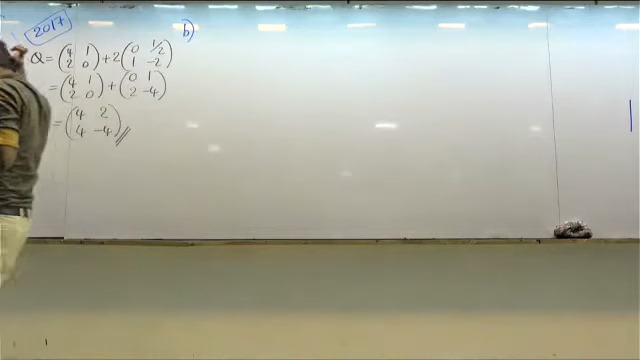 2017
b)
Q = (4 1 / 2 0) + 2(0 1/2 / 1 -2)
= (4 1 / 2 0) + (0 1 / 2 -4)
= (4 2 / 4 -4)